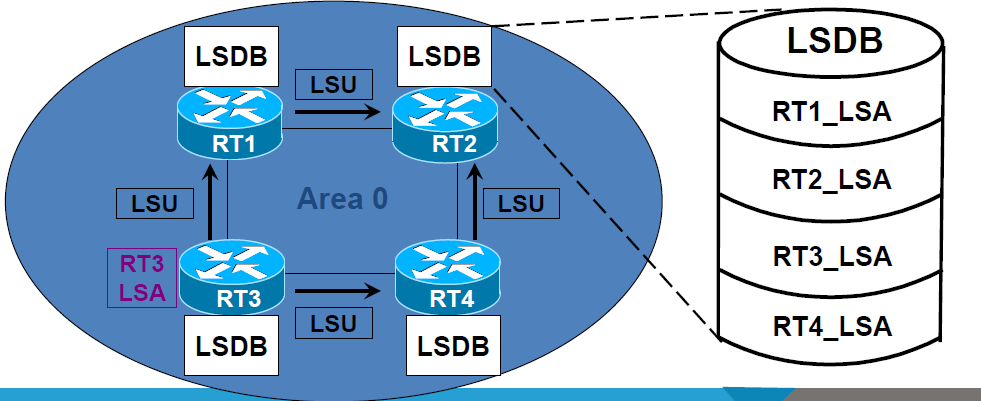 LSDB
LSDB
LSU
RT1
RT2
LSU
Area 0
LSU
RT3
LSA
RT3
RT4
LSU
LSDB
LSDB
LSDB
RT1_LSA
RT2_LSA
RT3_LSA
RT4_LSA